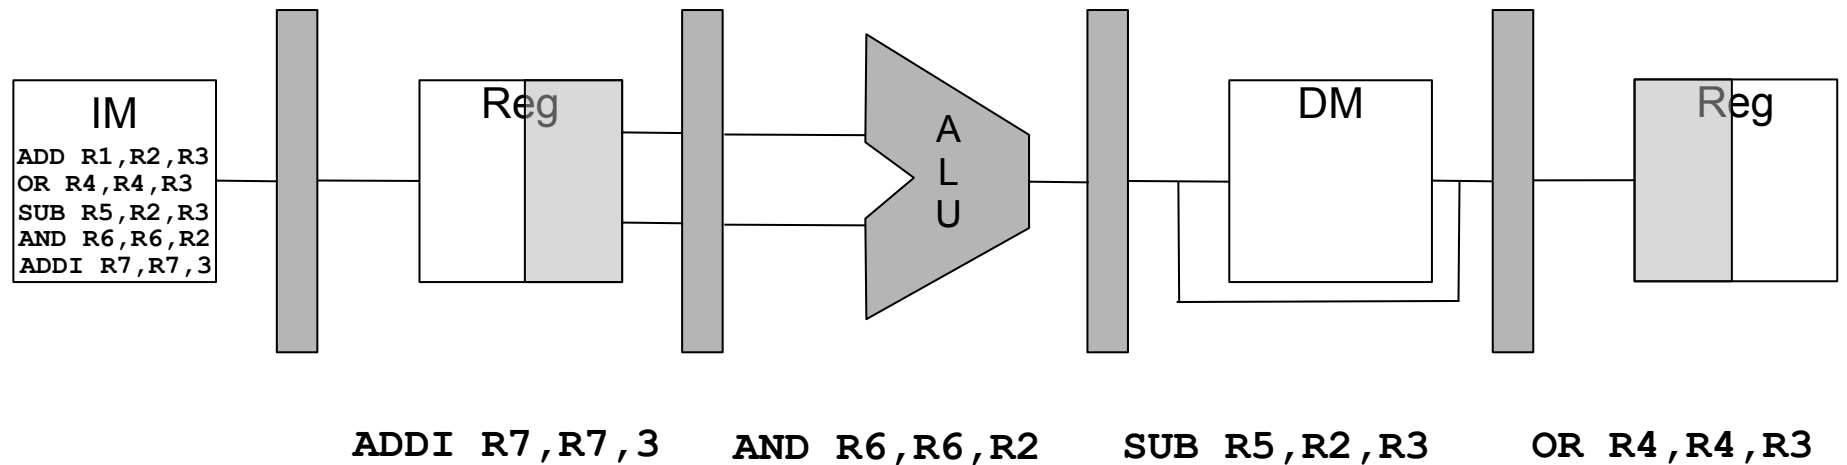 IM
ADD R1,R2,R3
OR R4,R4,R3
SUB R5,R2,R3
AND R6,R6,R2
ADDI R7,R7,3
Reg
A
L
U
DM
Reg
ADDI R7,R7,3
AND R6,R6,R2
SUB R5,R2,R3
OR R4,R4,R3